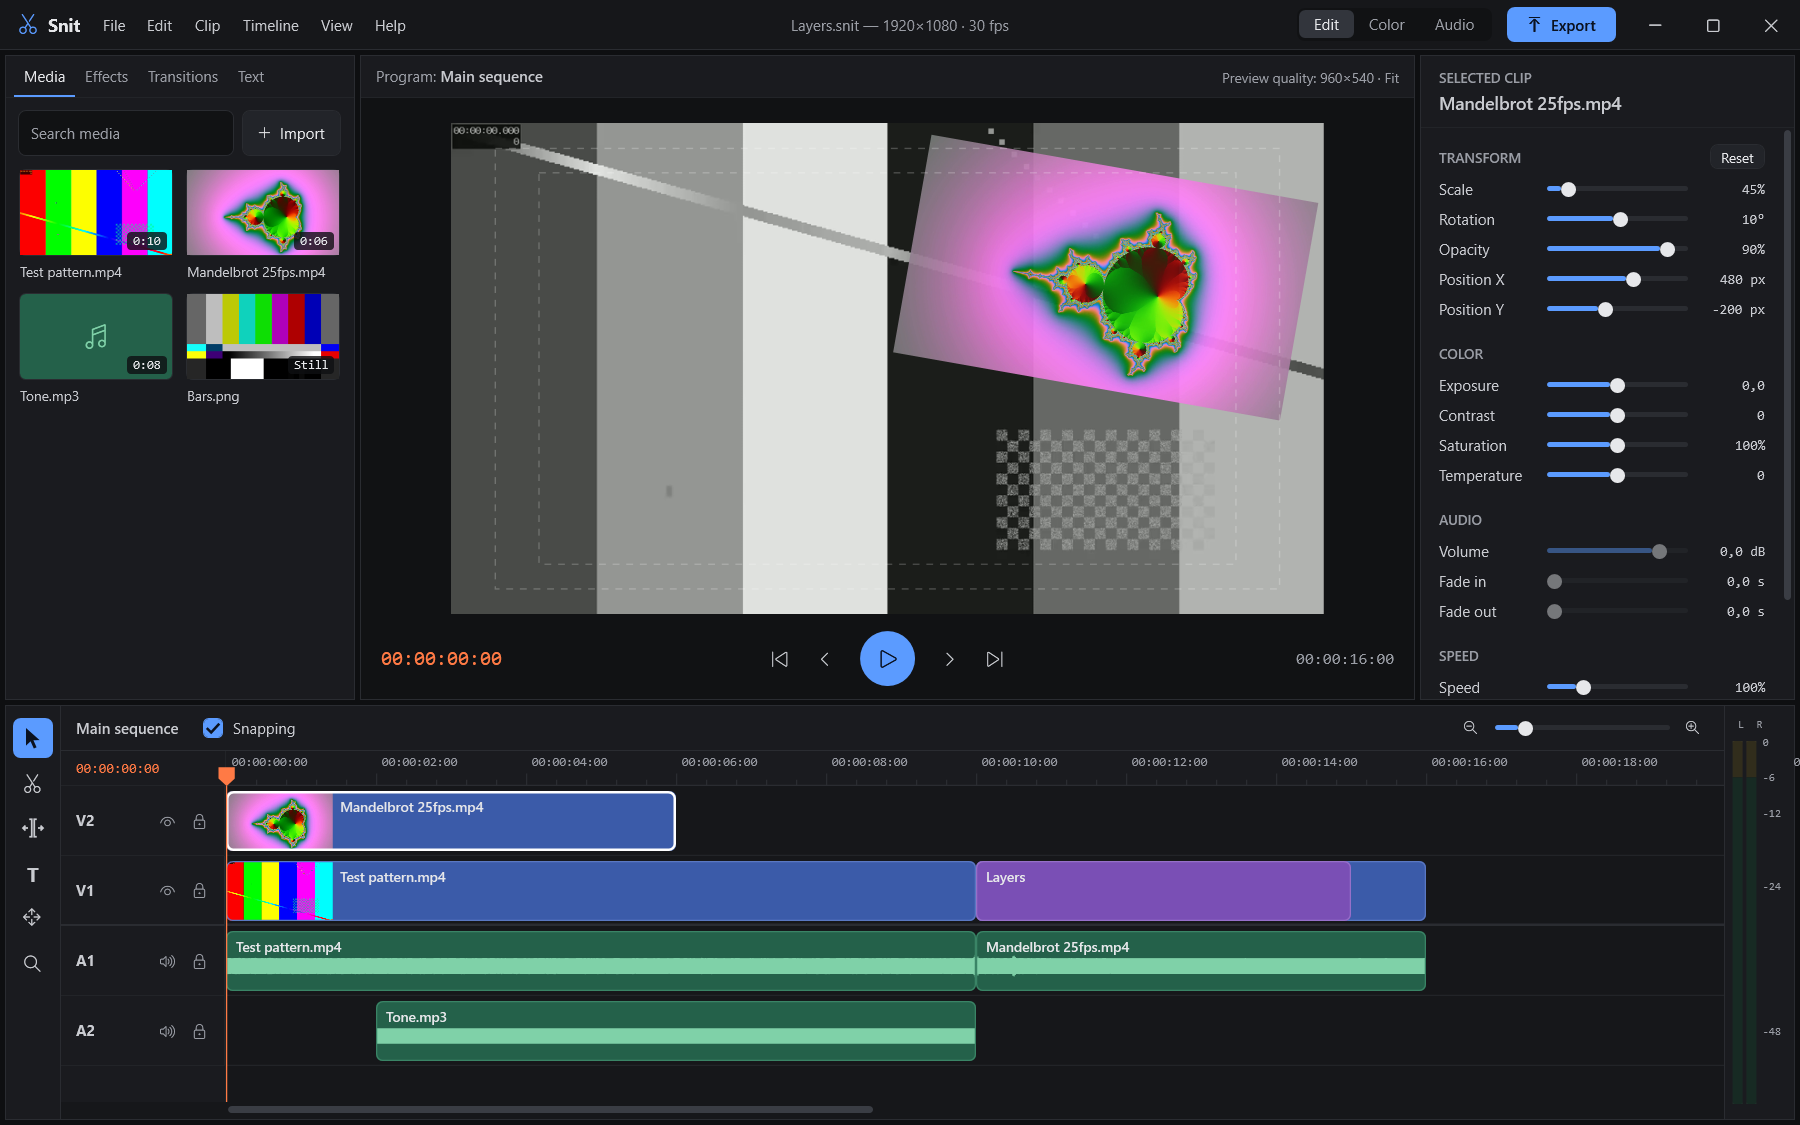 Snit File Edit Clip Timeline View Help
Layers.snit — 1920×1080 · 30 fps
Edit Color Audio Export
Media Effects Transitions Text
Search media
Import
0:10
Test pattern.mp4
0:06
Mandelbrot 25fps.mp4
0:08
Tone.mp3
Still
Bars.png
Program: Main sequence
Preview quality: 960×540 · Fit
00:00:00.000
0
00:00:00:00
00:00:16:00
SELECTED CLIP
Mandelbrot 25fps.mp4
TRANSFORM Reset
Scale 45%
Rotation 10°
Opacity 90%
Position X 480 px
Position Y -200 px
COLOR
Exposure 0,0
Contrast 0
Saturation 100%
Temperature 0
AUDIO
Volume 0,0 dB
Fade in 0,0 s
Fade out 0,0 s
SPEED
Speed 100%
Main sequence Snapping
00:00:00:00
00:00:00:00 00:00:02:00 00:00:04:00 00:00:06:00 00:00:08:00 00:00:10:00 00:00:12:00 00:00:14:00 00:00:16:00 00:00:18:00
V2 Mandelbrot 25fps.mp4
V1 Test pattern.mp4 Layers
A1 Test pattern.mp4 Mandelbrot 25fps.mp4
A2 Tone.mp3
T
L R
0
-6
-12
-24
-48